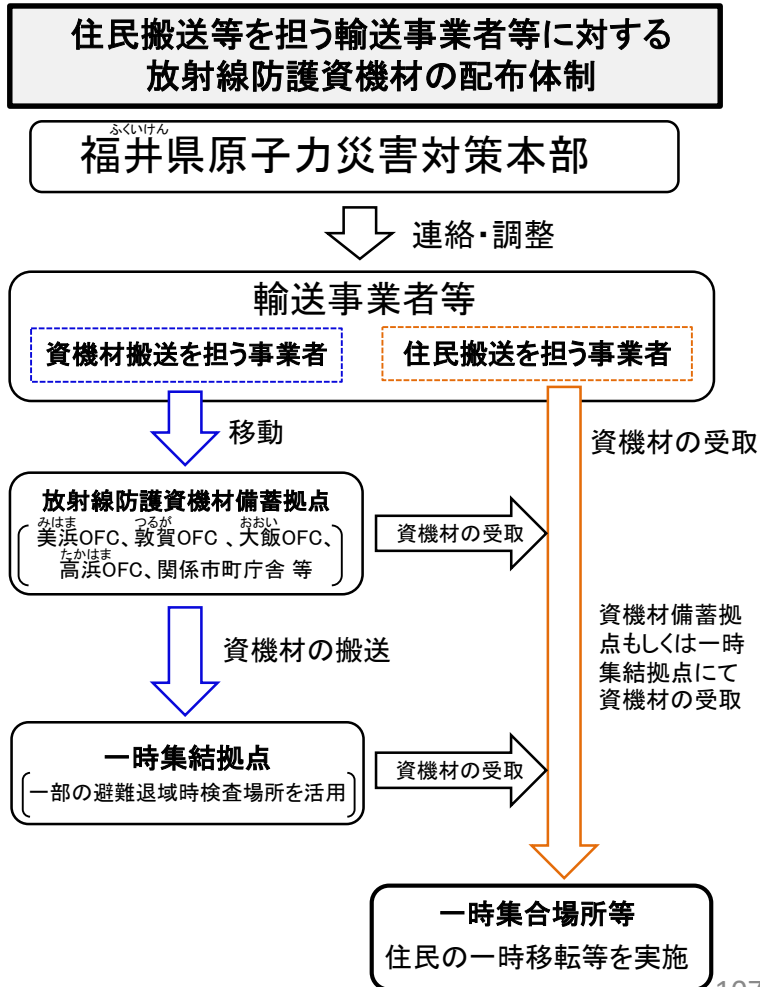 住民搬送等を担う輸送事業者等に対する
放射線防護資機材の配布体制
ふくいけん
福井県原子力災害対策本部
連絡・調整
輸送事業者等
資機材搬送を担う事業者
住民搬送を担う事業者
移動
資機材の受取
放射線防護資機材備蓄拠点
みはま つるが おおい
美浜OFC、敦賀OFC 、大飯OFC、
たかはま
高浜OFC、関係市町庁舎 等
資機材の受取
資機材の搬送
資機材備蓄拠
点もしくは一時
集結拠点にて
資機材の受取
一時集結拠点
一部の避難退域時検査場所を活用
資機材の受取
一時集合場所等
住民の一時移転等を実施